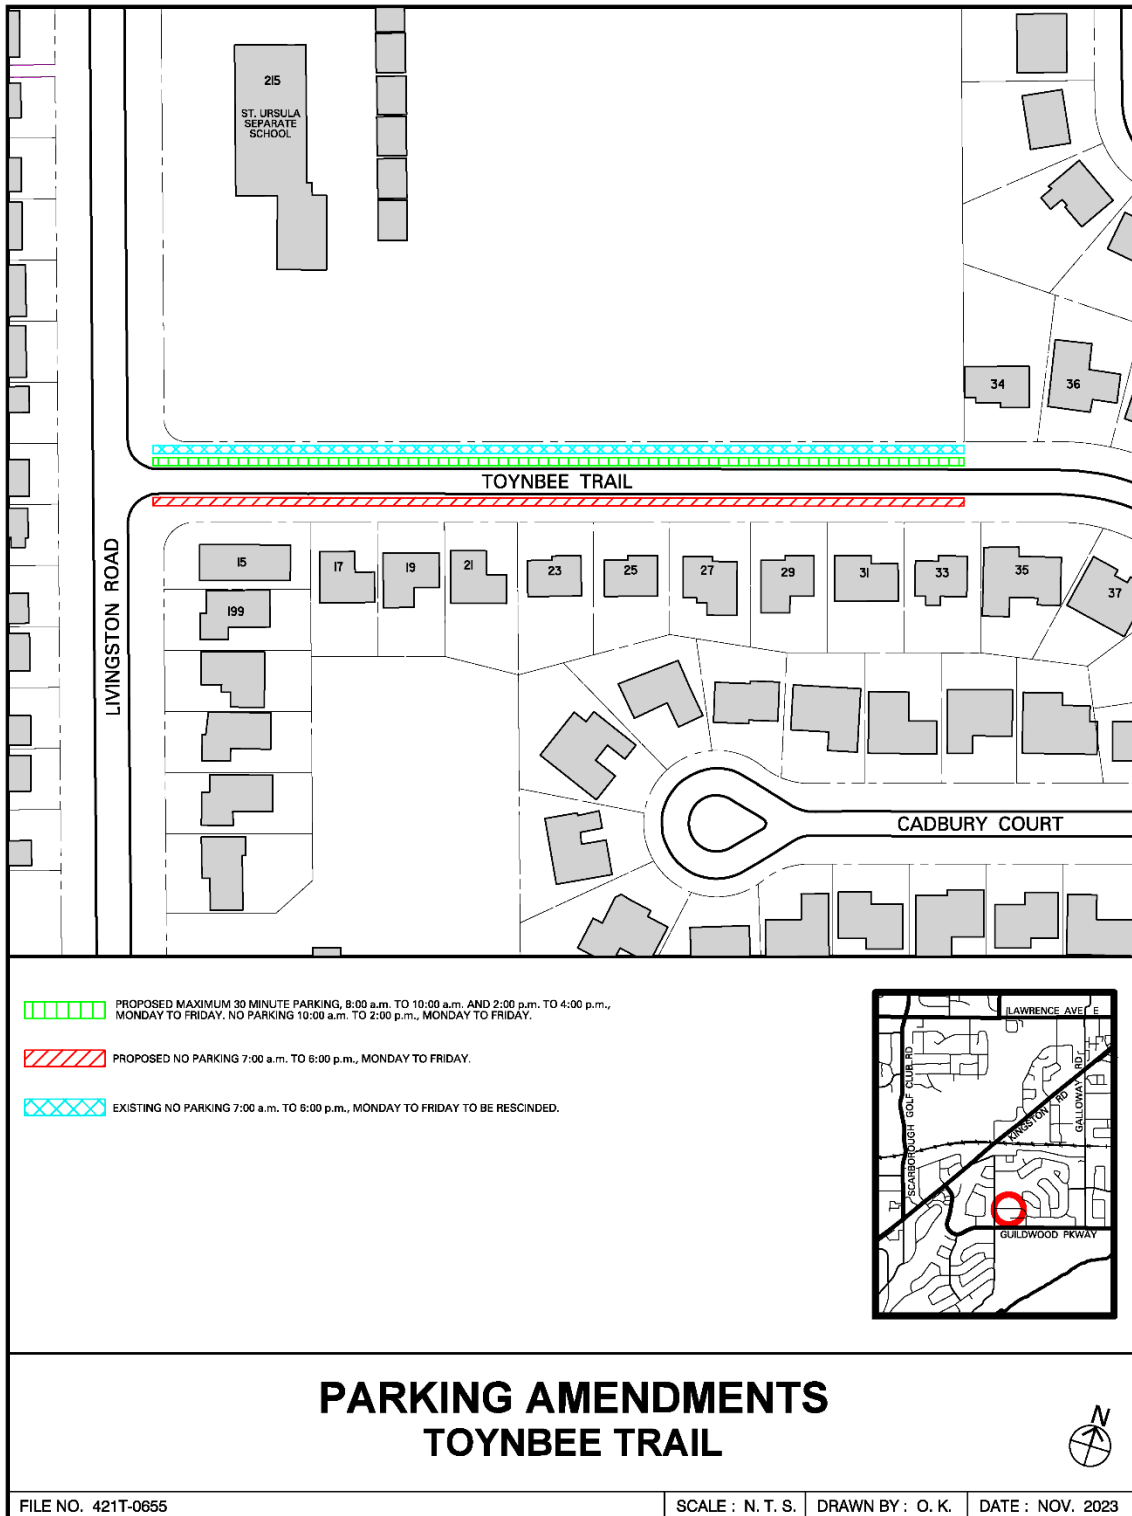 215
ST. URSULA
SEPARATE
SCHOOL
34
36
TOYNBEE TRAIL
LIVINGSTON ROAD
15
17
19
21
23
25
27
29
31
33
35
37
199
CADBURY COURT
PROPOSED MAXIMUM 30 MINUTE PARKING, 8:00 a.m. TO 10:00 a.m. AND 2:00 p.m. TO 4:00 p.m.,
MONDAY TO FRIDAY. NO PARKING 10:00 a.m. TO 2:00 p.m., MONDAY TO FRIDAY.
PROPOSED NO PARKING 7:00 a.m. TO 6:00 p.m., MONDAY TO FRIDAY.
EXISTING NO PARKING 7:00 a.m. TO 6:00 p.m., MONDAY TO FRIDAY TO BE RESCINDED.
LAWRENCE AVE E
SCARBOROUGH GOLF CLUB RD
KINGSTON RD
GALLOWAY RD
GUILDWOOD PKWAY
PARKING AMENDMENTS
TOYNBEE TRAIL
N
FILE NO. 421T-0655
SCALE : N. T. S.
DRAWN BY : O. K.
DATE : NOV. 2023